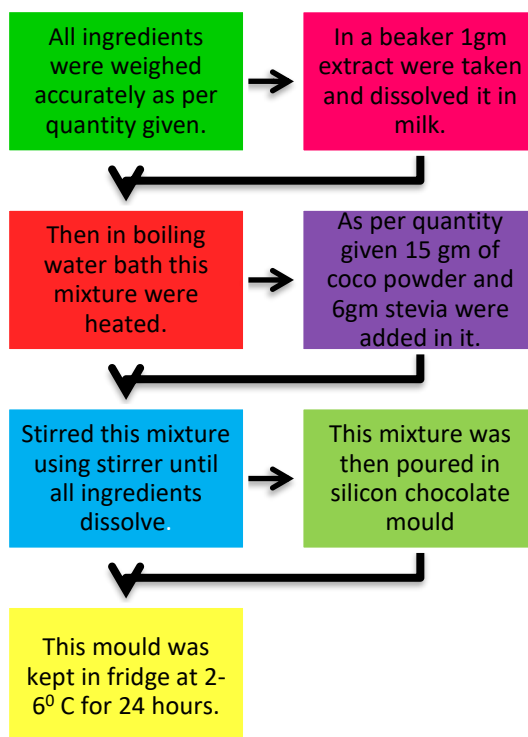 All ingredients
were weighed
accurately as per
quantity given.
In a beaker 1gm
extract were taken
and dissolved it in
milk.
Then in boiling
water bath this
mixture were
heated.
As per quantity
given 15 gm of
coco powder and
6gm stevia were
added in it.
Stirred this mixture
using stirrer until
all ingredients
dissolve.
This mixture was
then poured in
silicon chocolate
mould
This mould was
kept in fridge at 2-
6⁰ C for 24 hours.